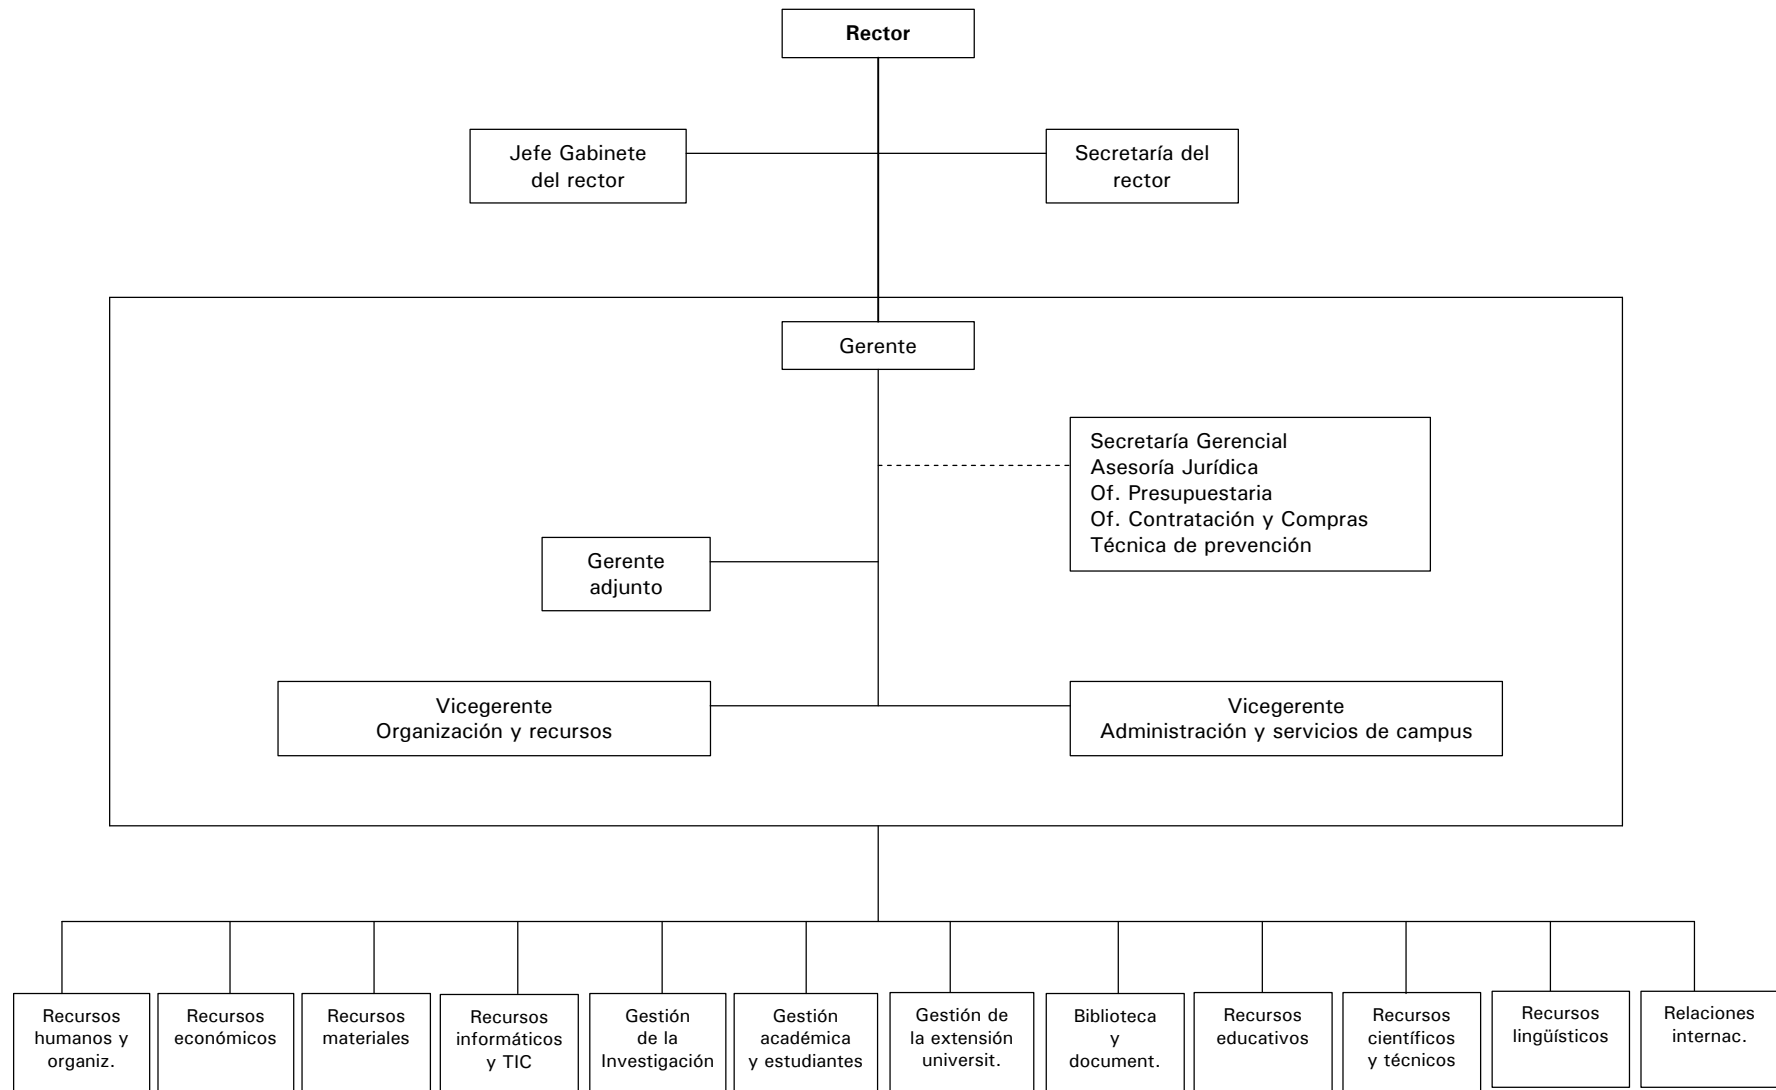 Rector
Jefe Gabinete
del rector
Secretaría del
rector
Gerente
Secretaría Gerencial
Asesoría Jurídica
Of. Presupuestaria
Of. Contratación y Compras
Técnica de prevención
Gerente
adjunto
Vicegerente
Organización y recursos
Vicegerente
Administración y servicios de campus
Recursos
humanos y
organiz.
Recursos
económicos
Recursos
materiales
Recursos
informáticos
y TIC
Gestión
de la
Investigación
Gestión
académica
y estudiantes
Gestión de
la extensión
universit.
Biblioteca
y
document.
Recursos
educativos
Recursos
científicos
y técnicos
Recursos
lingüísticos
Relaciones
internac.